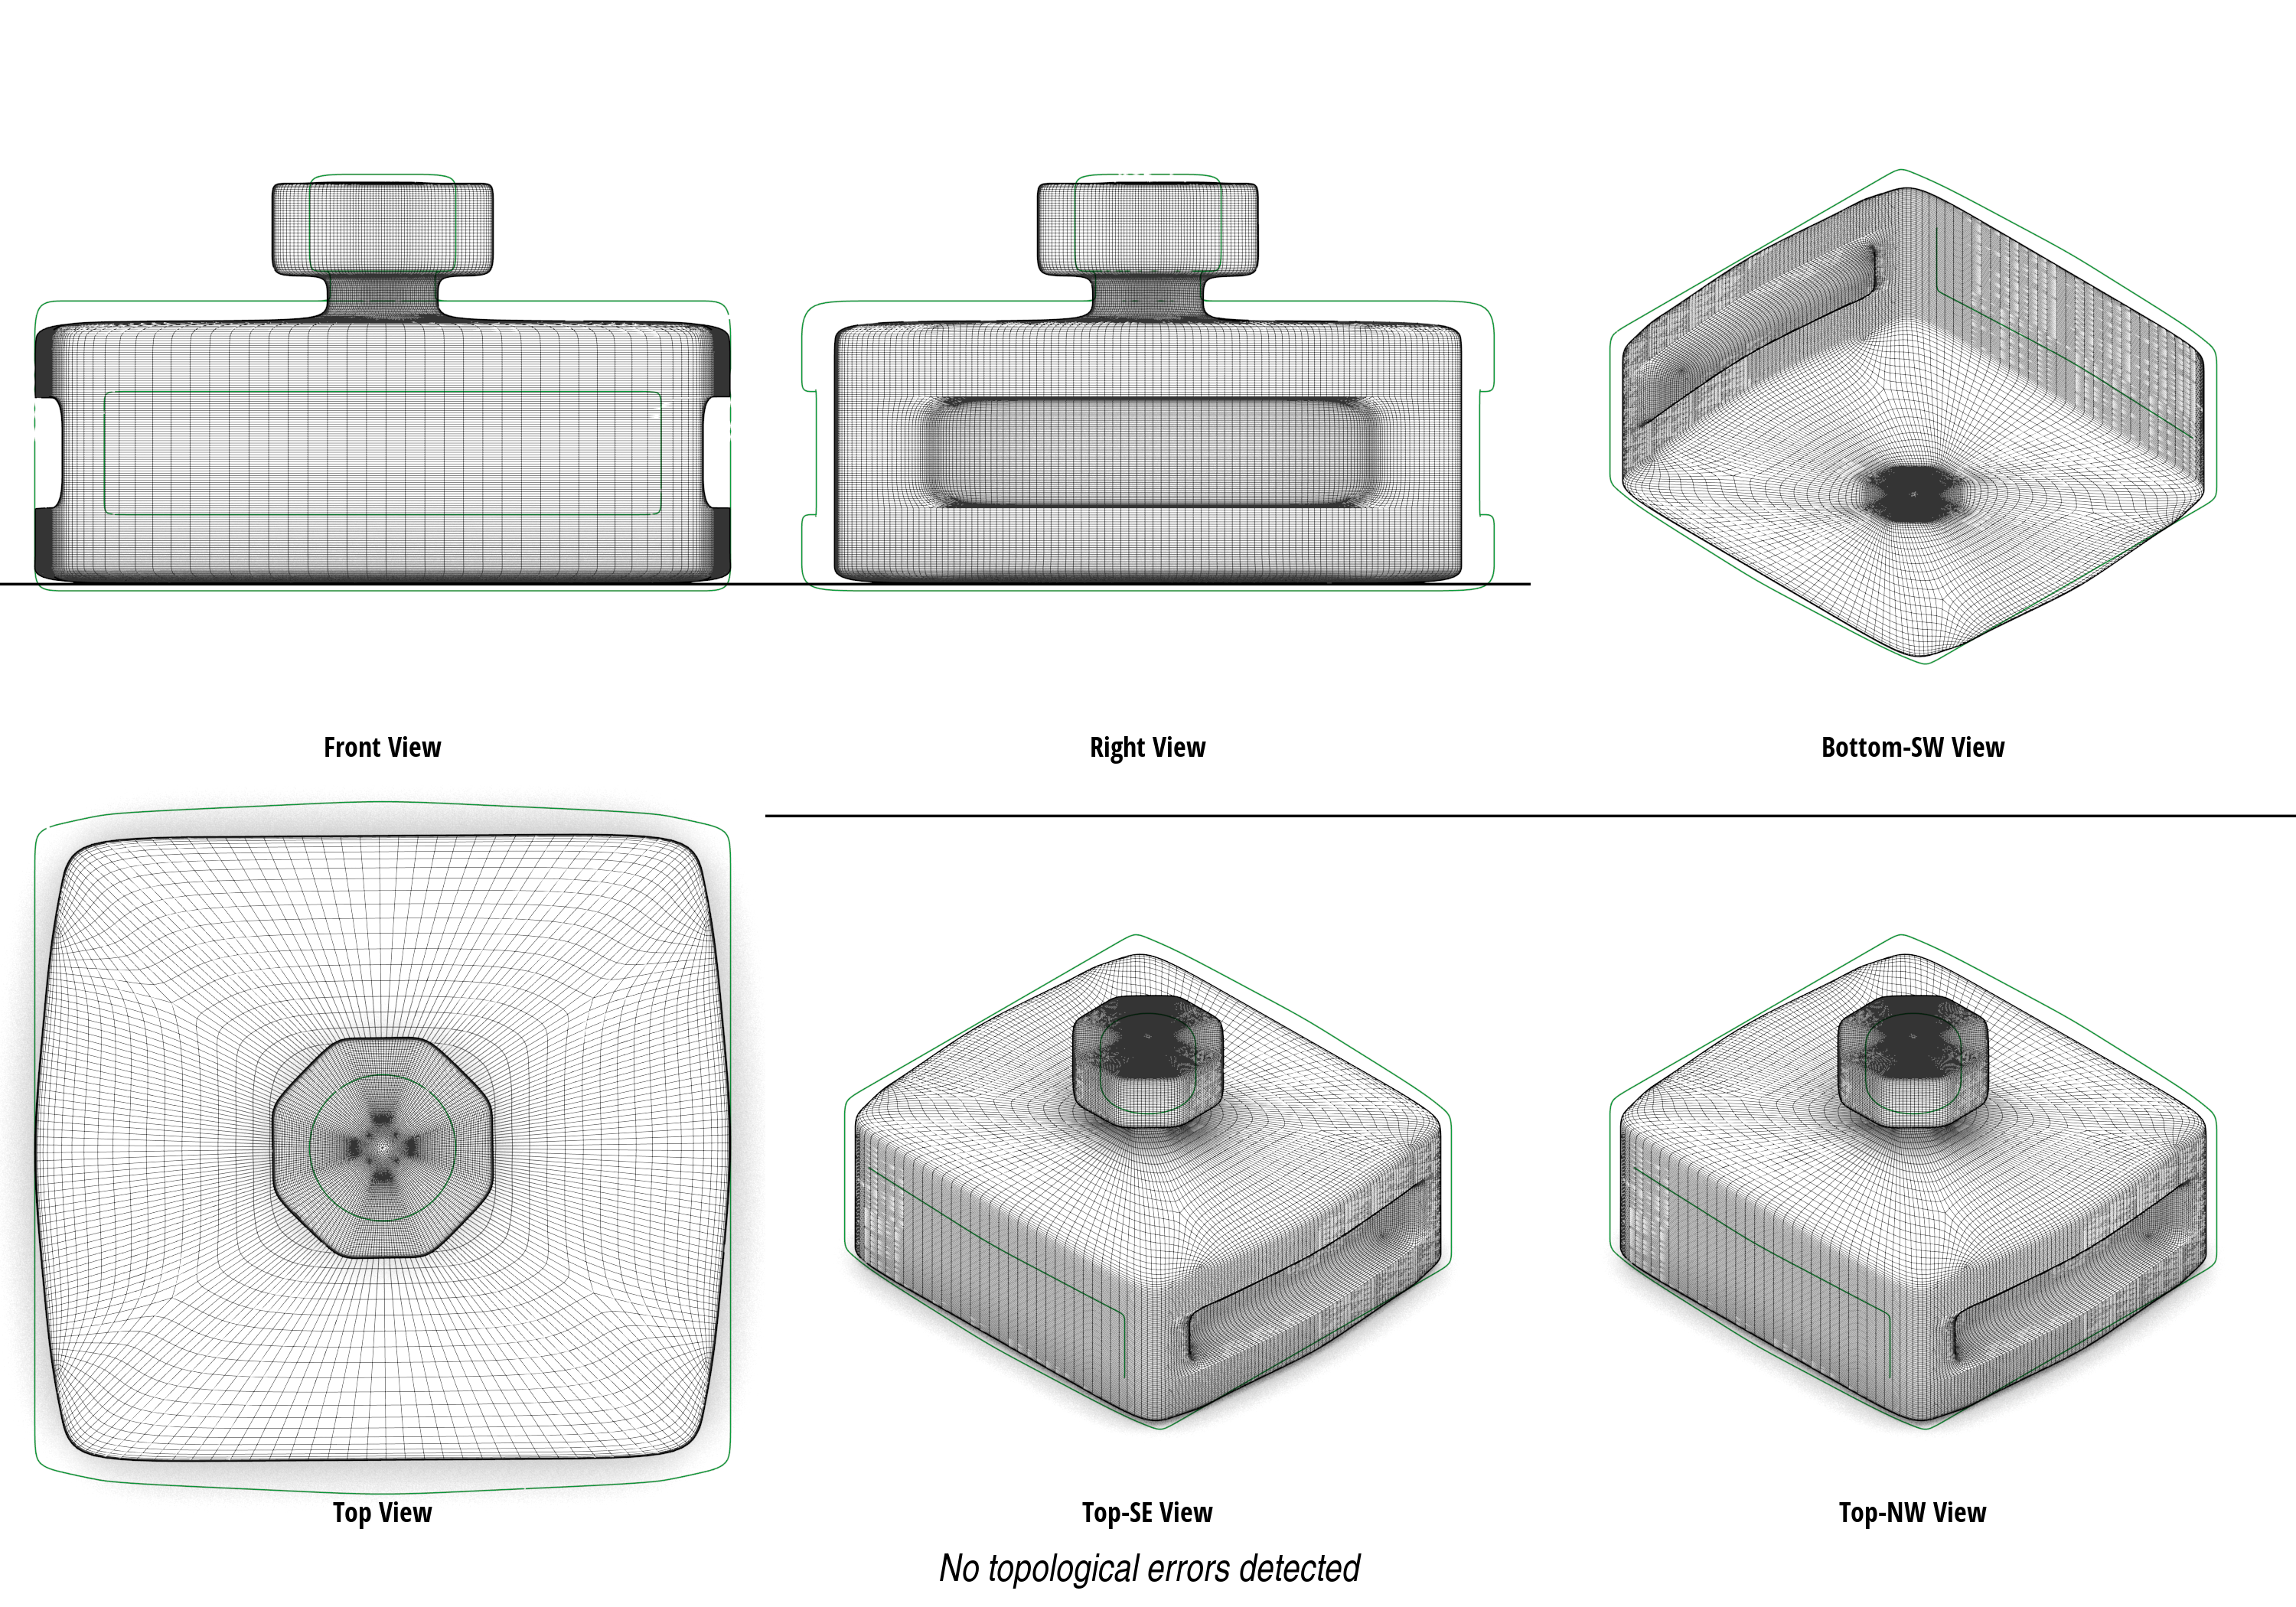 Front View
Right View
Bottom-SW View
Top View
Top-SE View
Top-NW View
No topological errors detected